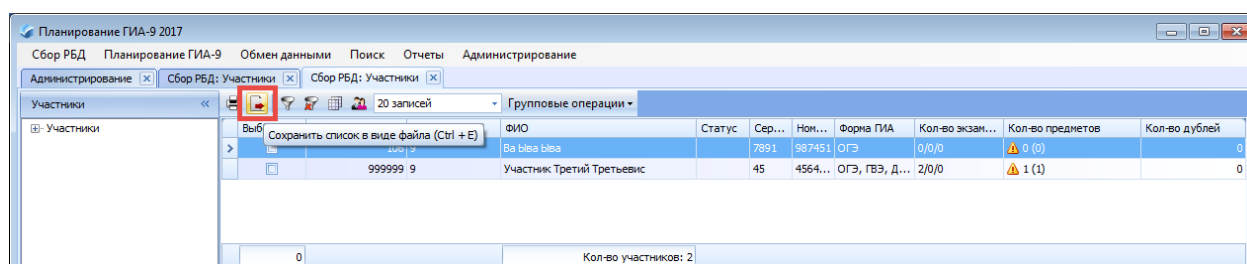 Планирование ГИА-9 2017
Сбор РБД Планирование ГИА-9 Обмен данными Поиск Отчеты Администрирование
Администрирование Сбор РБД: Участники Сбор РБД: Участники
Участники « 20 записей Групповые операции
Участники
ФИО Статус Сер... Ном... Форма ГИА Кол-во экзам... Кол-во предметов Кол-во дублей
Сохранить список в виде файла (Ctrl + E)
9 Ва Ыва Ыва 7891 987451 ОГЭ 0/0/0 0 (0) 0
999999 9 Участник Третий Третьевич 45 4564... ОГЭ, ГВЭ, Д... 2/0/0 1 (1) 0
0 Кол-во участников: 2